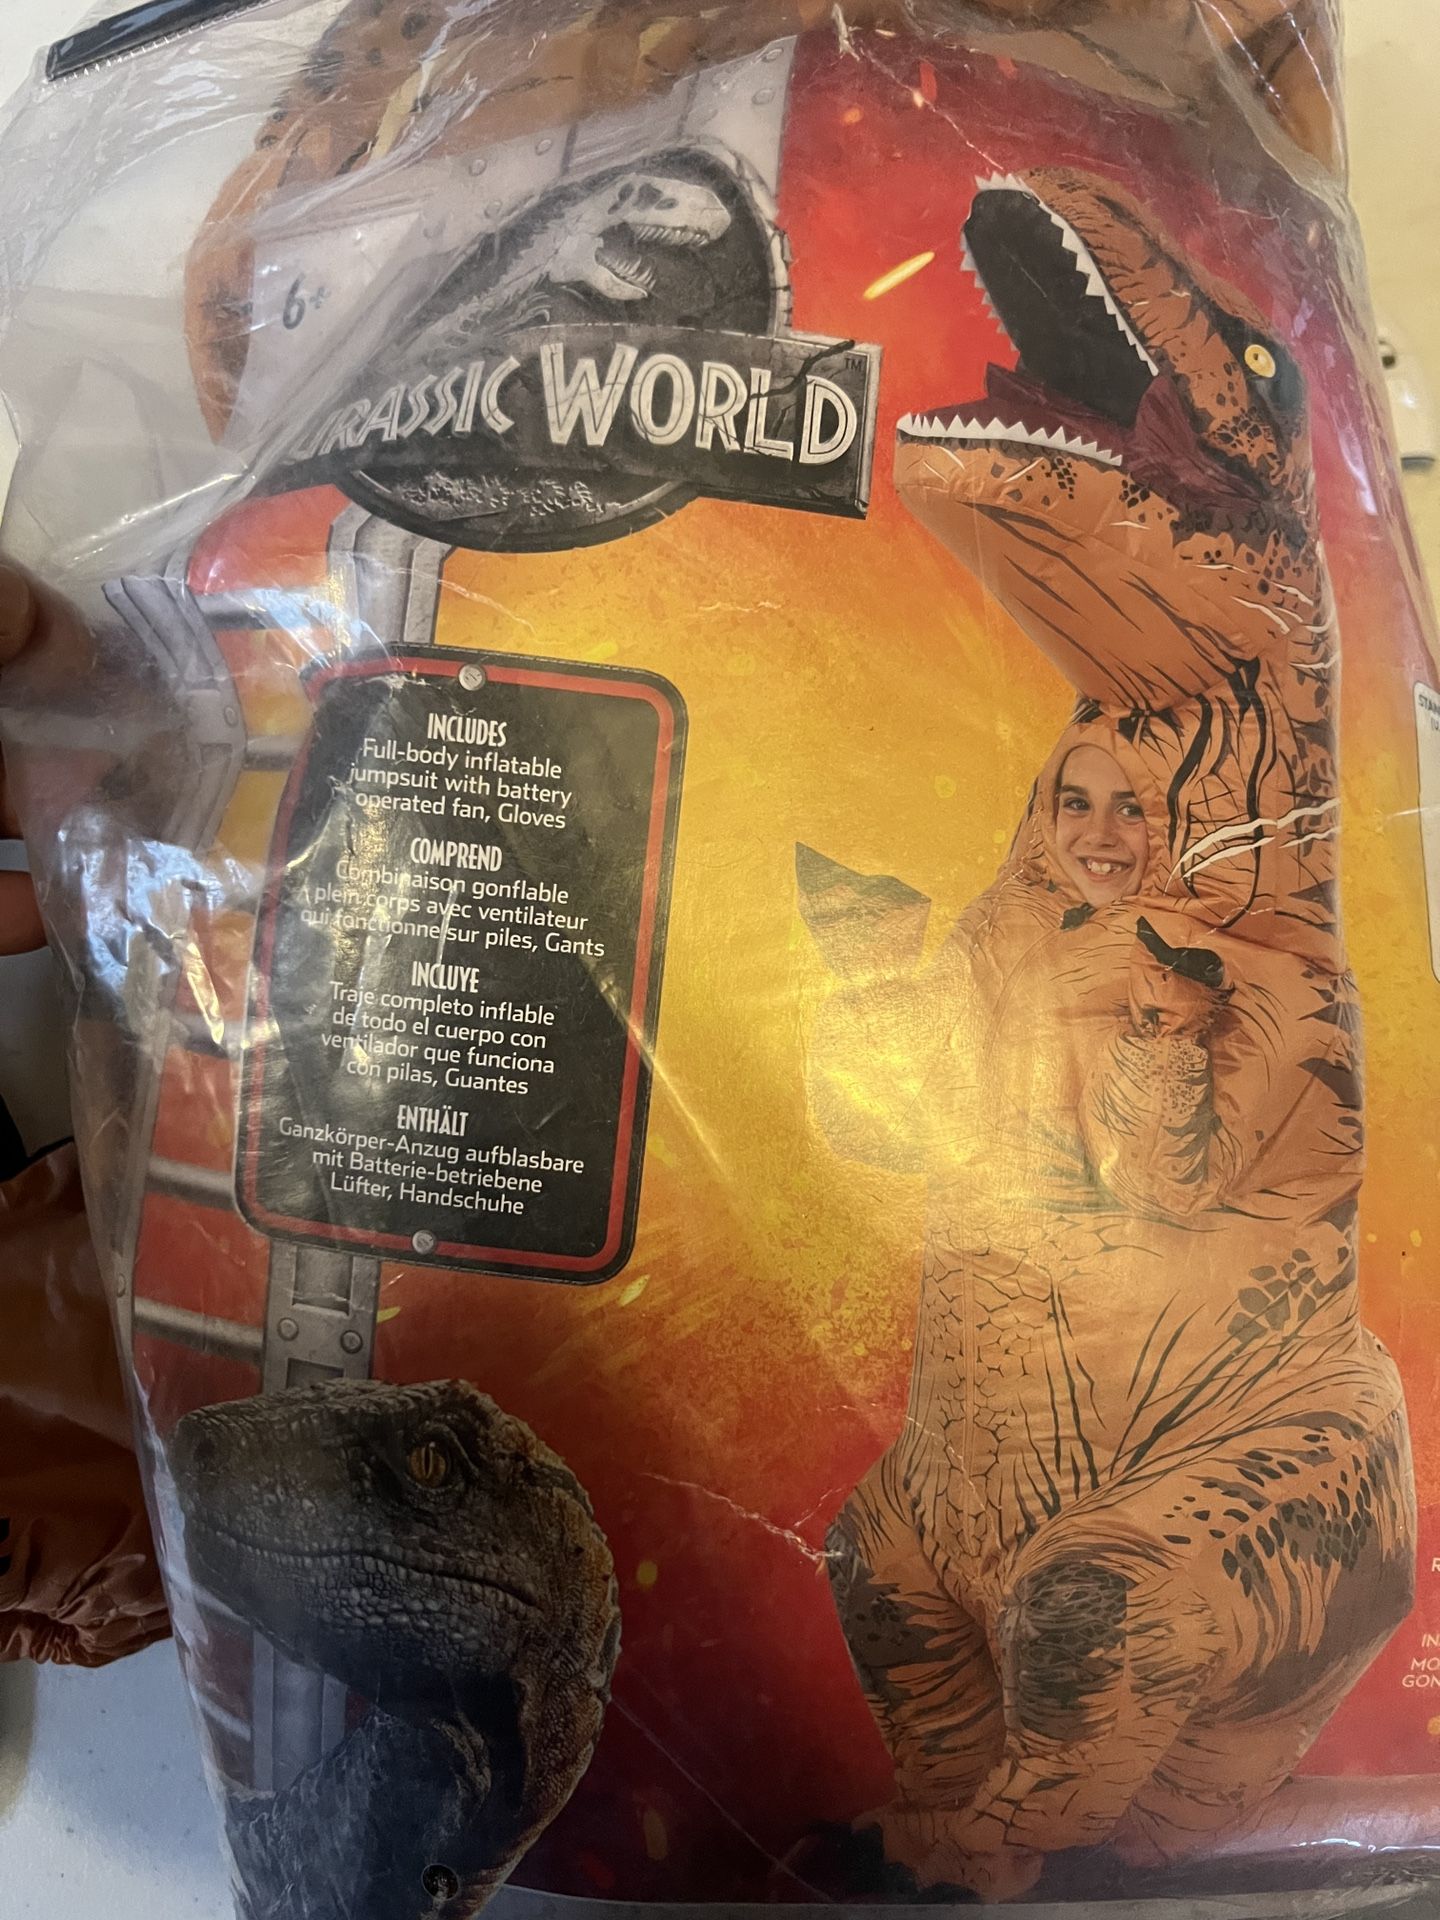 6+
JURASSIC WORLD™
INCLUDES
Full-body inflatable
jumpsuit with battery
operated fan, Gloves
COMPREND
Combinaison gonflable
à plein corps avec ventilateur
qui fonctionne sur piles, Gants
INCLUYE
Traje completo inflable
de todo el cuerpo con
ventilador que funciona
con pilas, Guantes
ENTHÄLT
Ganzkörper-Anzug aufblasbare
mit Batterie-betriebene
Lüfter, Handschuhe